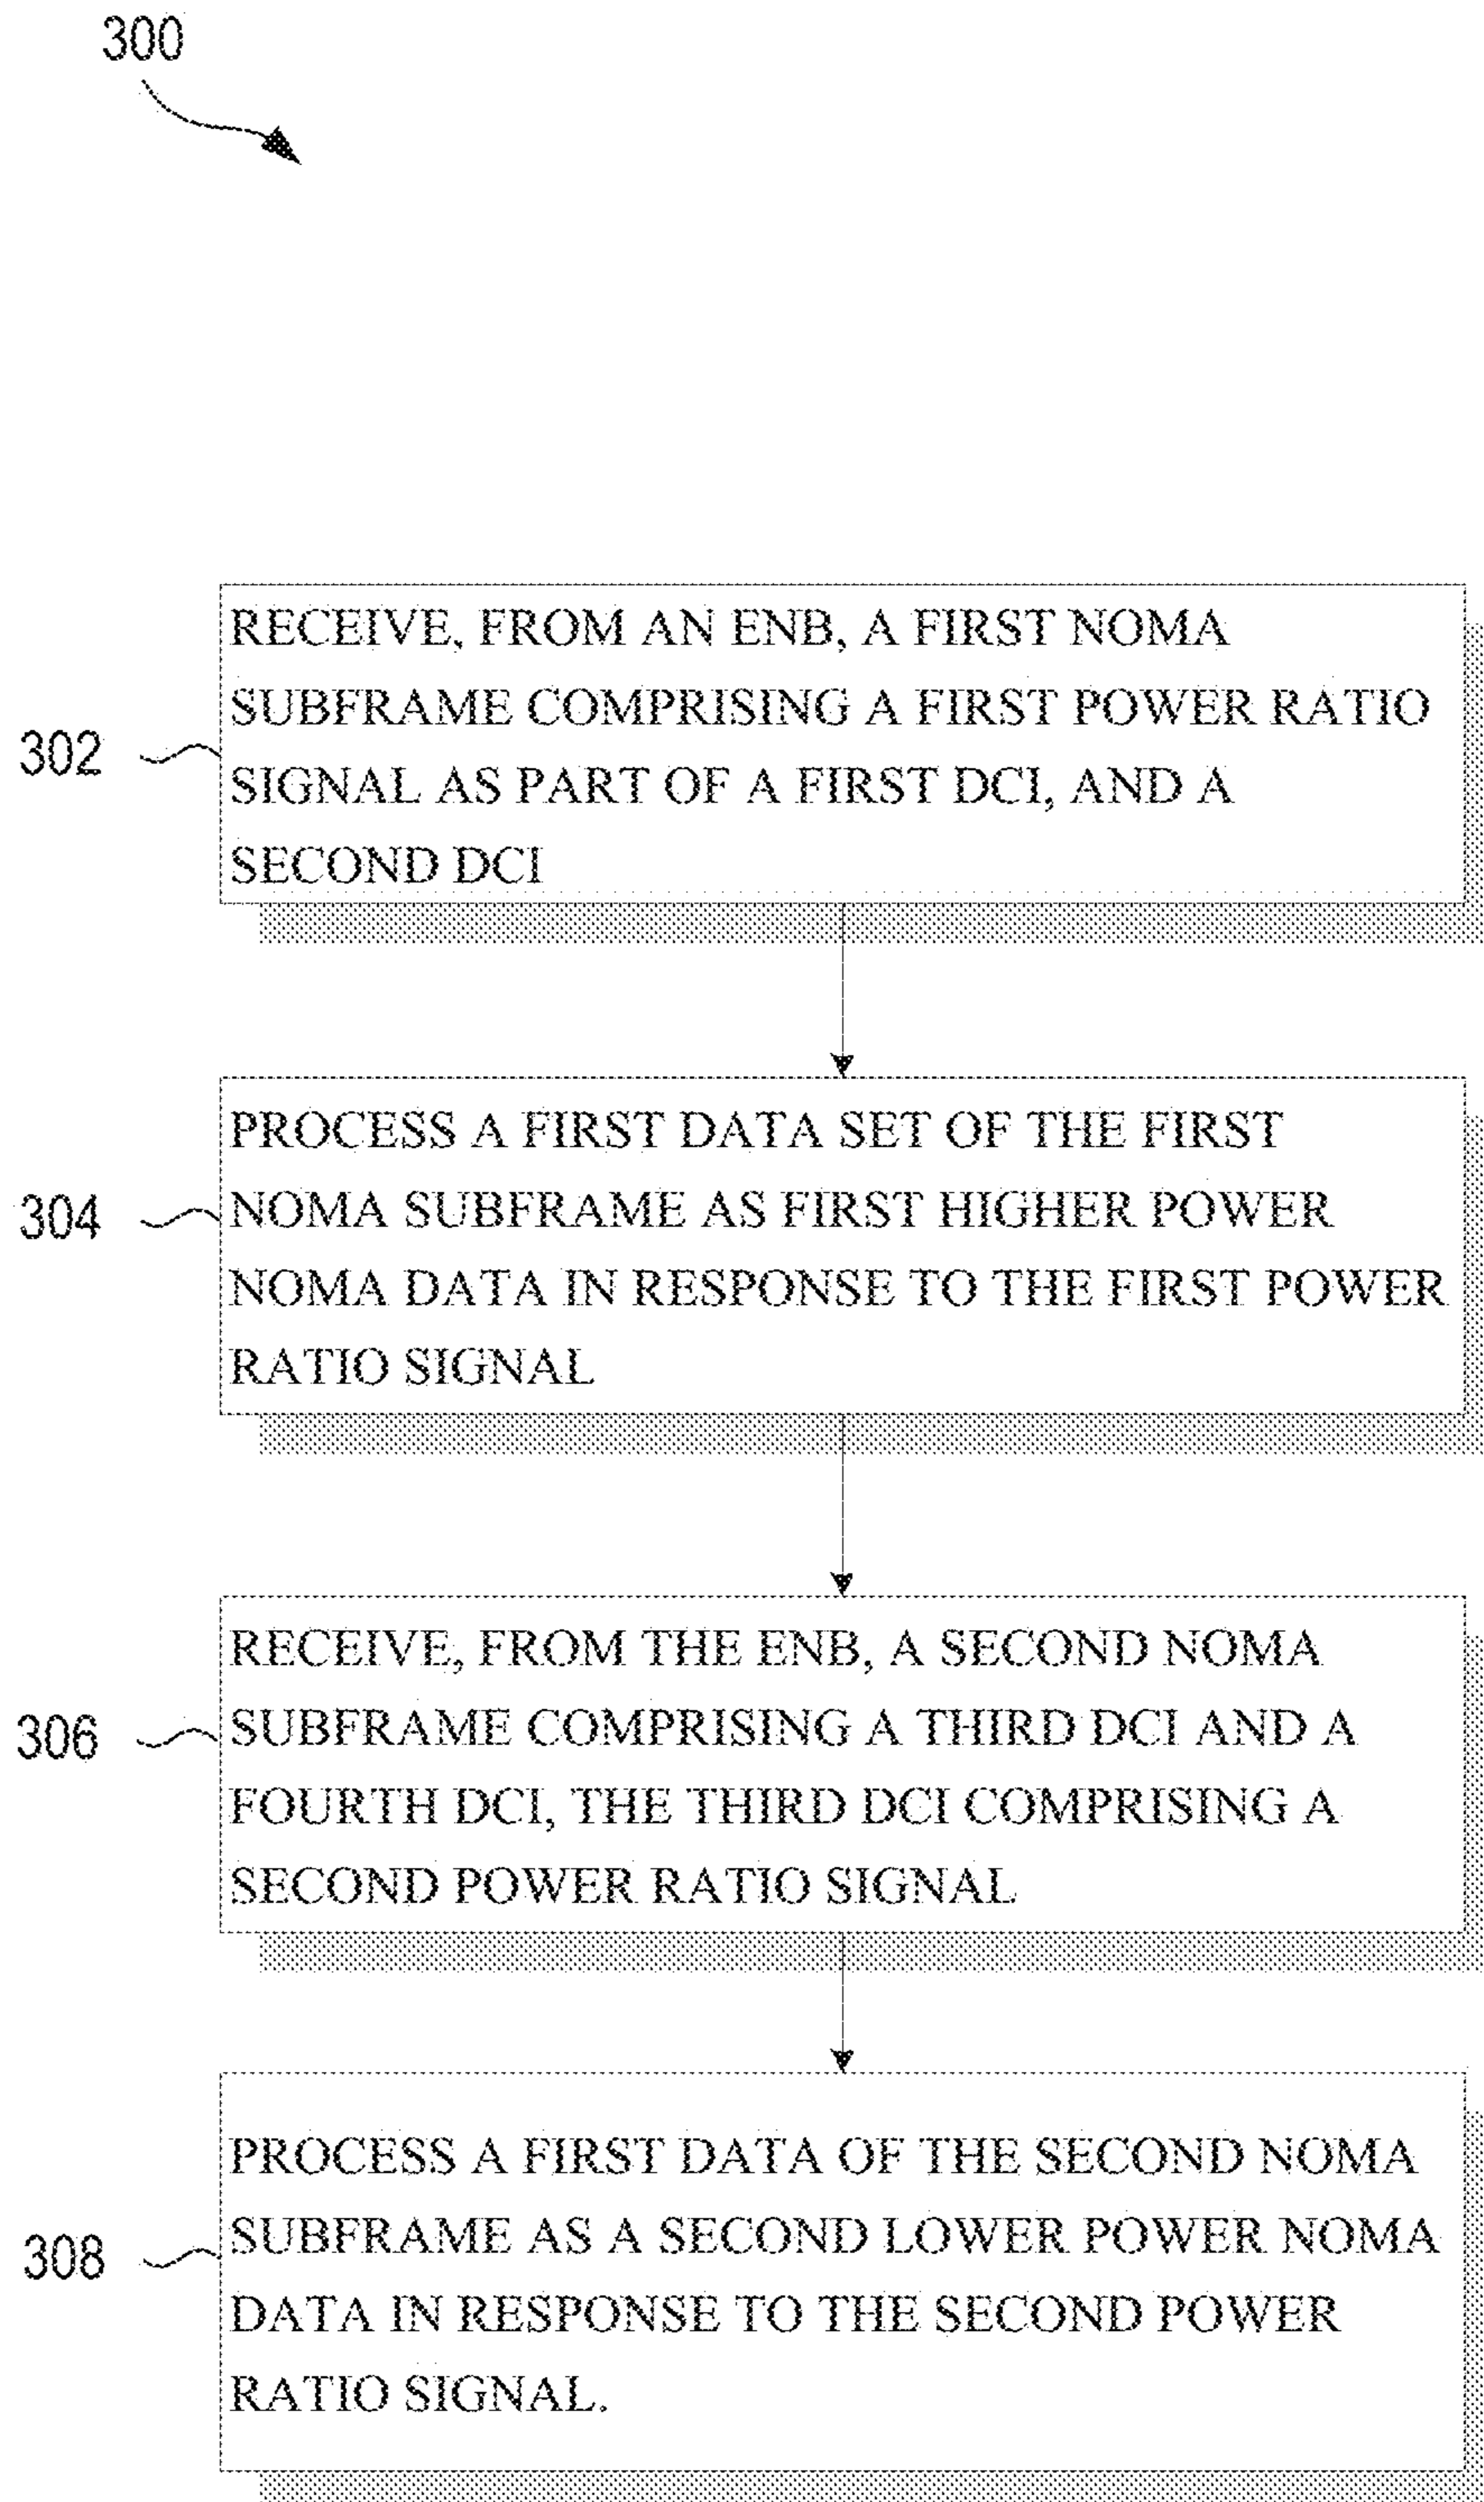 300
RECEIVE, FROM AN ENB, A FIRST NOMA
SUBFRAME COMPRISING A FIRST POWER RATIO
SIGNAL AS PART OF A FIRST DCI, AND A
SECOND DCI
302
PROCESS A FIRST DATA SET OF THE FIRST
NOMA SUBFRAME AS FIRST HIGHER POWER
NOMA DATA IN RESPONSE TO THE FIRST POWER
RATIO SIGNAL
304
RECEIVE, FROM THE ENB, A SECOND NOMA
SUBFRAME COMPRISING A THIRD DCI AND A
FOURTH DCI, THE THIRD DCI COMPRISING A
SECOND POWER RATIO SIGNAL
306
PROCESS A FIRST DATA OF THE SECOND NOMA
SUBFRAME AS A SECOND LOWER POWER NOMA
DATA IN RESPONSE TO THE SECOND POWER
RATIO SIGNAL.
308